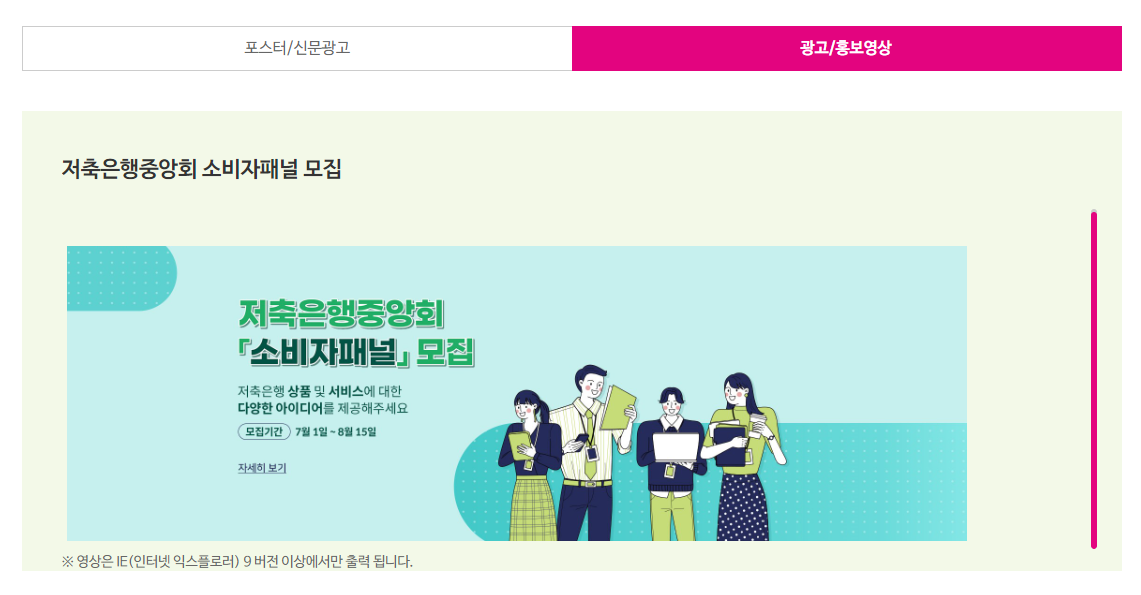 포스터/신문광고
광고/홍보영상
저축은행중앙회 소비자패널 모집
저축은행중앙회
「소비자패널」 모집
저축은행 상품 및 서비스에 대한
다양한 아이디어를 제공해주세요
모집기간 7월 1일 ~ 8월 15일
자세히 보기
※ 영상은 IE(인터넷 익스플로러) 9 버전 이상에서만 출력 됩니다.